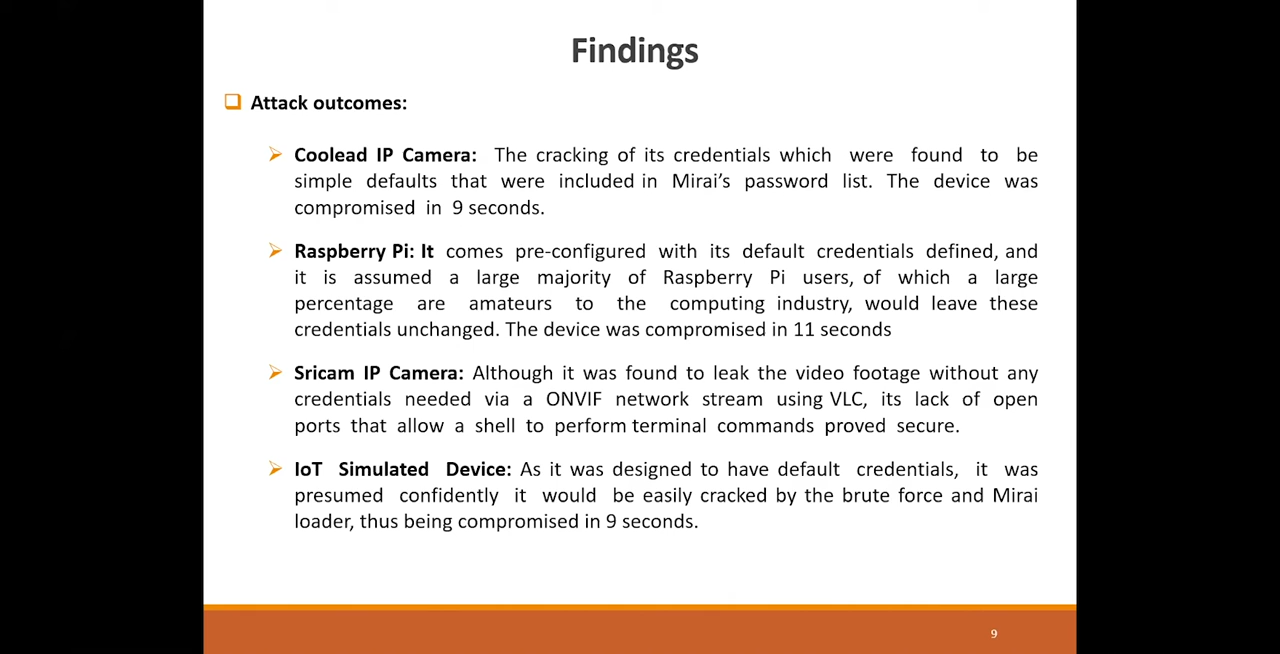 Findings
Attack outcomes:
Coolead IP Camera: The cracking of its credentials which were found to be
simple defaults that were included in Mirai’s password list. The device was
compromised in 9 seconds.
Raspberry Pi: It comes pre-configured with its default credentials defined, and
it is assumed a large majority of Raspberry Pi users, of which a large
percentage are amateurs to the computing industry, would leave these
credentials unchanged. The device was compromised in 11 seconds
Sricam IP Camera: Although it was found to leak the video footage without any
credentials needed via a ONVIF network stream using VLC, its lack of open
ports that allow a shell to perform terminal commands proved secure.
IoT Simulated Device: As it was designed to have default credentials, it was
presumed confidently it would be easily cracked by the brute force and Mirai
loader, thus being compromised in 9 seconds.
9